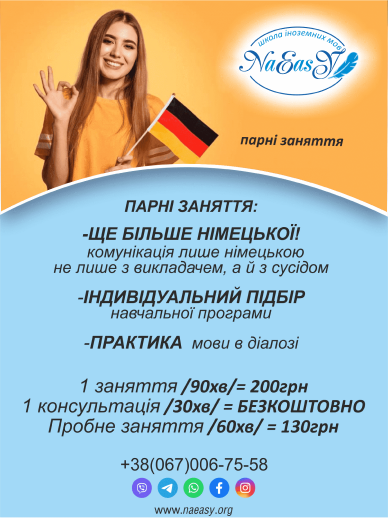 школа іноземних мов
NaEasy
парні заняття
ПАРНІ ЗАНЯТТЯ:
-ЩЕ БІЛЬШЕ НІМЕЦЬКОЇ!
комунікація лише німецькою
не лише з викладачем, а й з сусідом
-ІНДИВІДУАЛЬНИЙ ПІДБІР
навчальної програми
-ПРАКТИКА мови в діалозі
1 заняття /90хв/= 200грн
1 консультація /30хв/ = БЕЗКОШТОВНО
Пробне заняття /60хв/ = 130грн
+38(067)006-75-58
www.naeasy.org